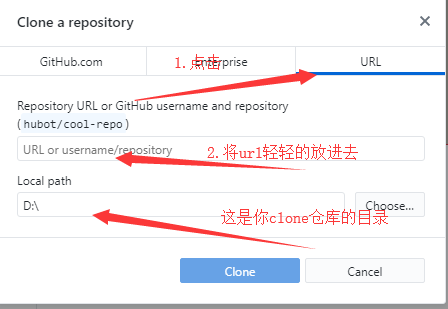 Clone a repository
GitHub.com Enterprise URL
1.点击
Repository URL or GitHub username and repository
(hubot/cool-repo)
URL or username/repository
2.将url轻轻的放进去
Local path
D:\ Choose...
这是你clone仓库的目录
Clone Cancel